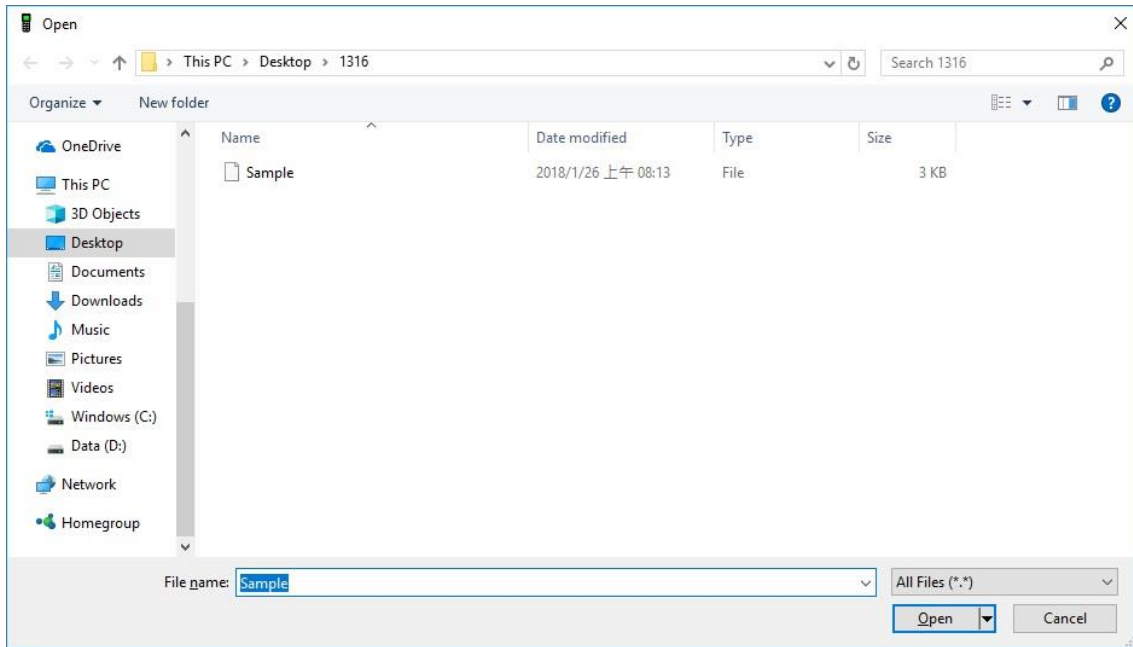 Open
This PC > Desktop > 1316
Search 1316
Organize
New folder
Name
Date modified
Type
Size
Sample
2018/1/26 上午 08:13
File
3 KB
OneDrive
This PC
3D Objects
Desktop
Documents
Downloads
Music
Pictures
Videos
Windows (C:)
Data (D:)
Network
Homegroup
File name: Sample
All Files (*.*)
Open
Cancel